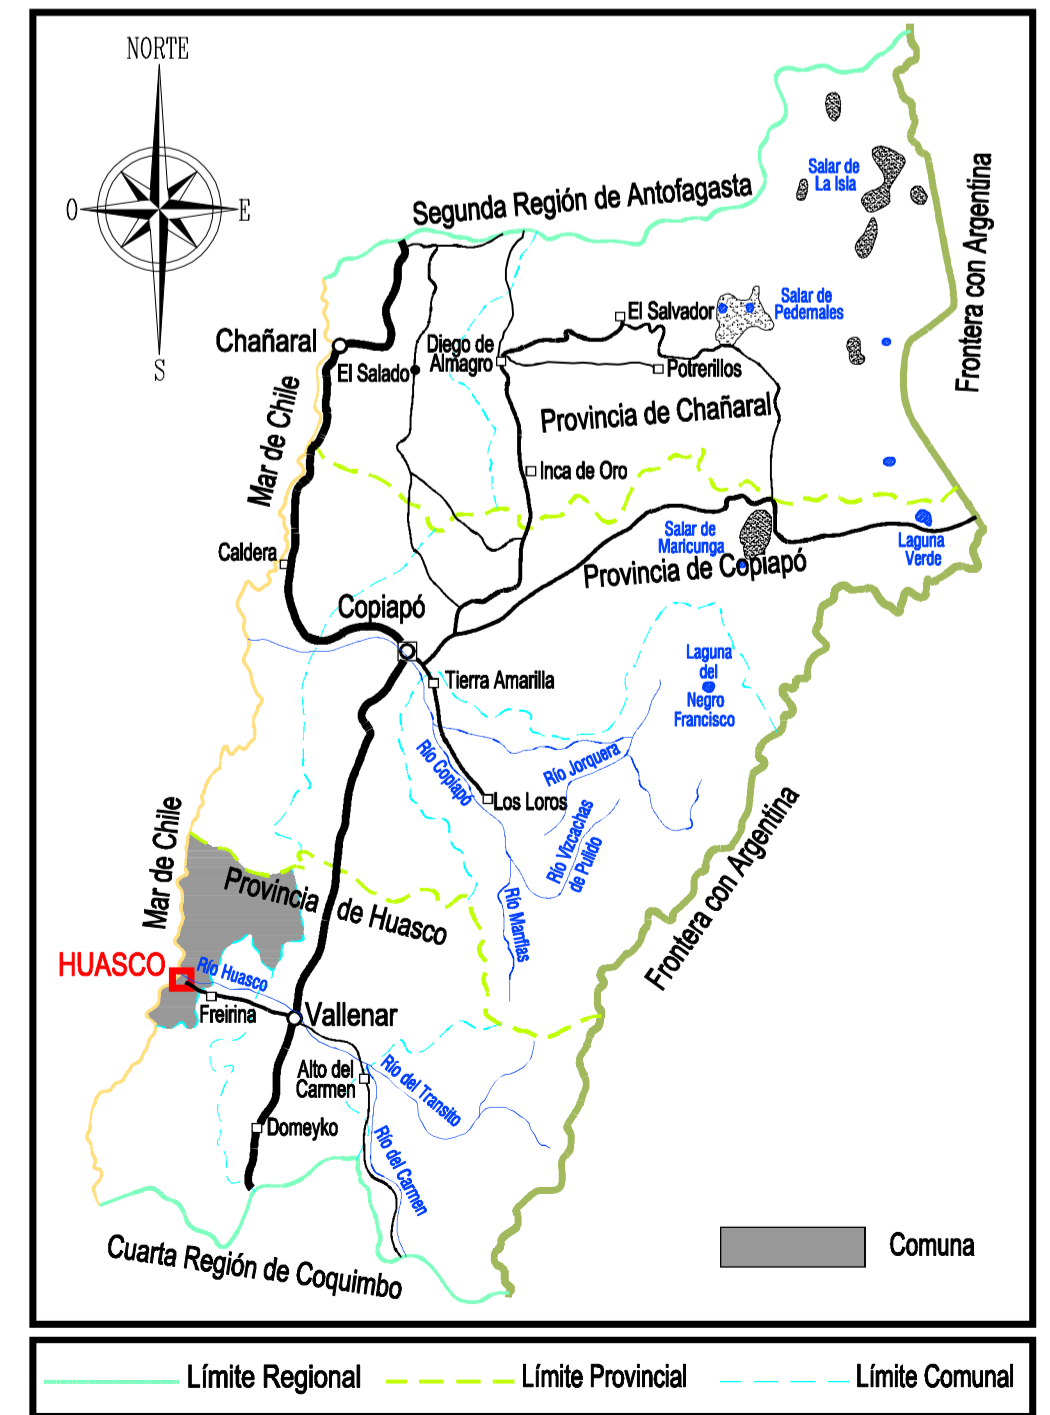 NORTE
O
E
S
Segunda Región de Antofagasta
Salar de
La Isla
Frontera con Argentina
Salar de
Pedernales
El Salvador
Chañaral
Diego de
Almagro
El Salado
Potrerillos
Mar de Chile
Provincia de Chañaral
Inca de Oro
Salar de
Maricunga
Laguna
Verde
Caldera
Provincia de Copiapó
Copiapó
Laguna
del
Negro
Francisco
Tierra Amarilla
Río Copiapó
Río Jorquera
Los Loros
Río Vizcachas
de Pulido
Frontera con Argentina
Mar de Chile
Provincia de Huasco
Río Manflas
HUASCO
Río Huasco
Freirina
Vallenar
Alto del
Carmen
Río del Transito
Domeyko
Río del Carmen
Cuarta Región de Coquimbo
Comuna
Límite Regional
Límite Provincial
Límite Comunal